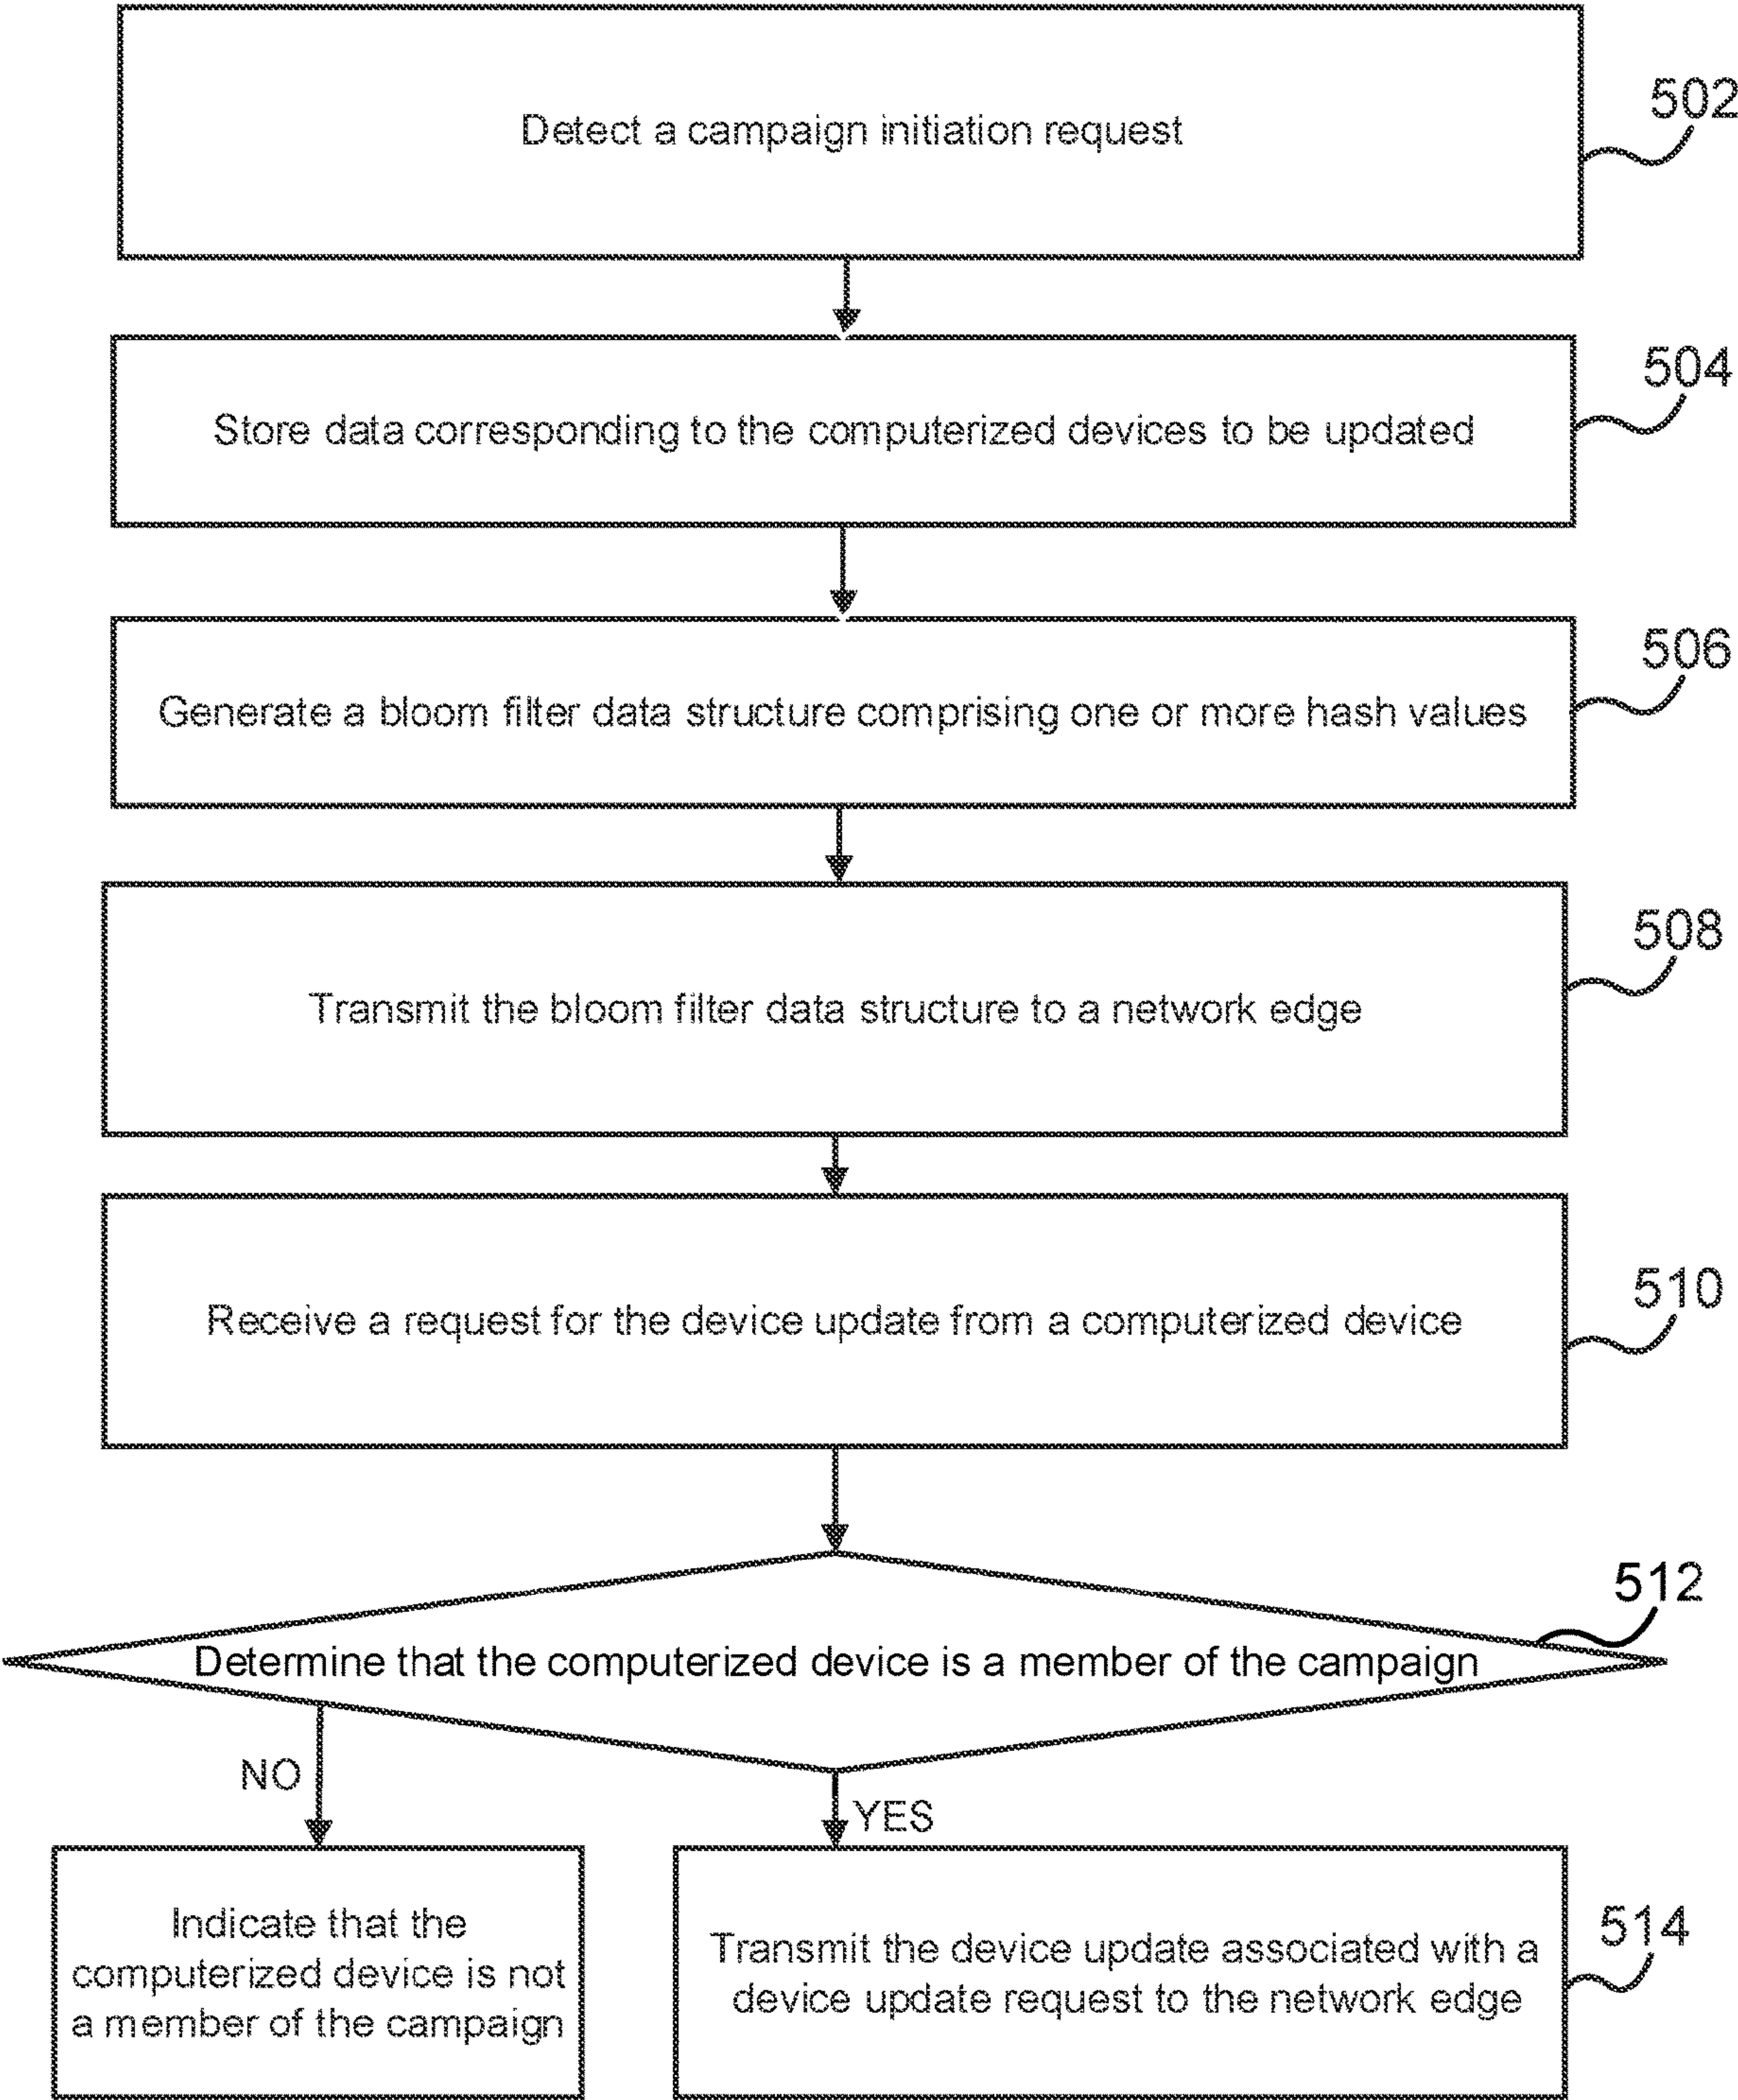 Detect a campaign initiation request
502
Store data corresponding to the computerized devices to be updated
504
Generate a bloom filter data structure comprising one or more hash values
506
Transmit the bloom filter data structure to a network edge
508
Receive a request for the device update from a computerized device
510
Determine that the computerized device is a member of the campaign
512
NO
YES
Indicate that the
computerized device is not
a member of the campaign
Transmit the device update associated with a
device update request to the network edge
514